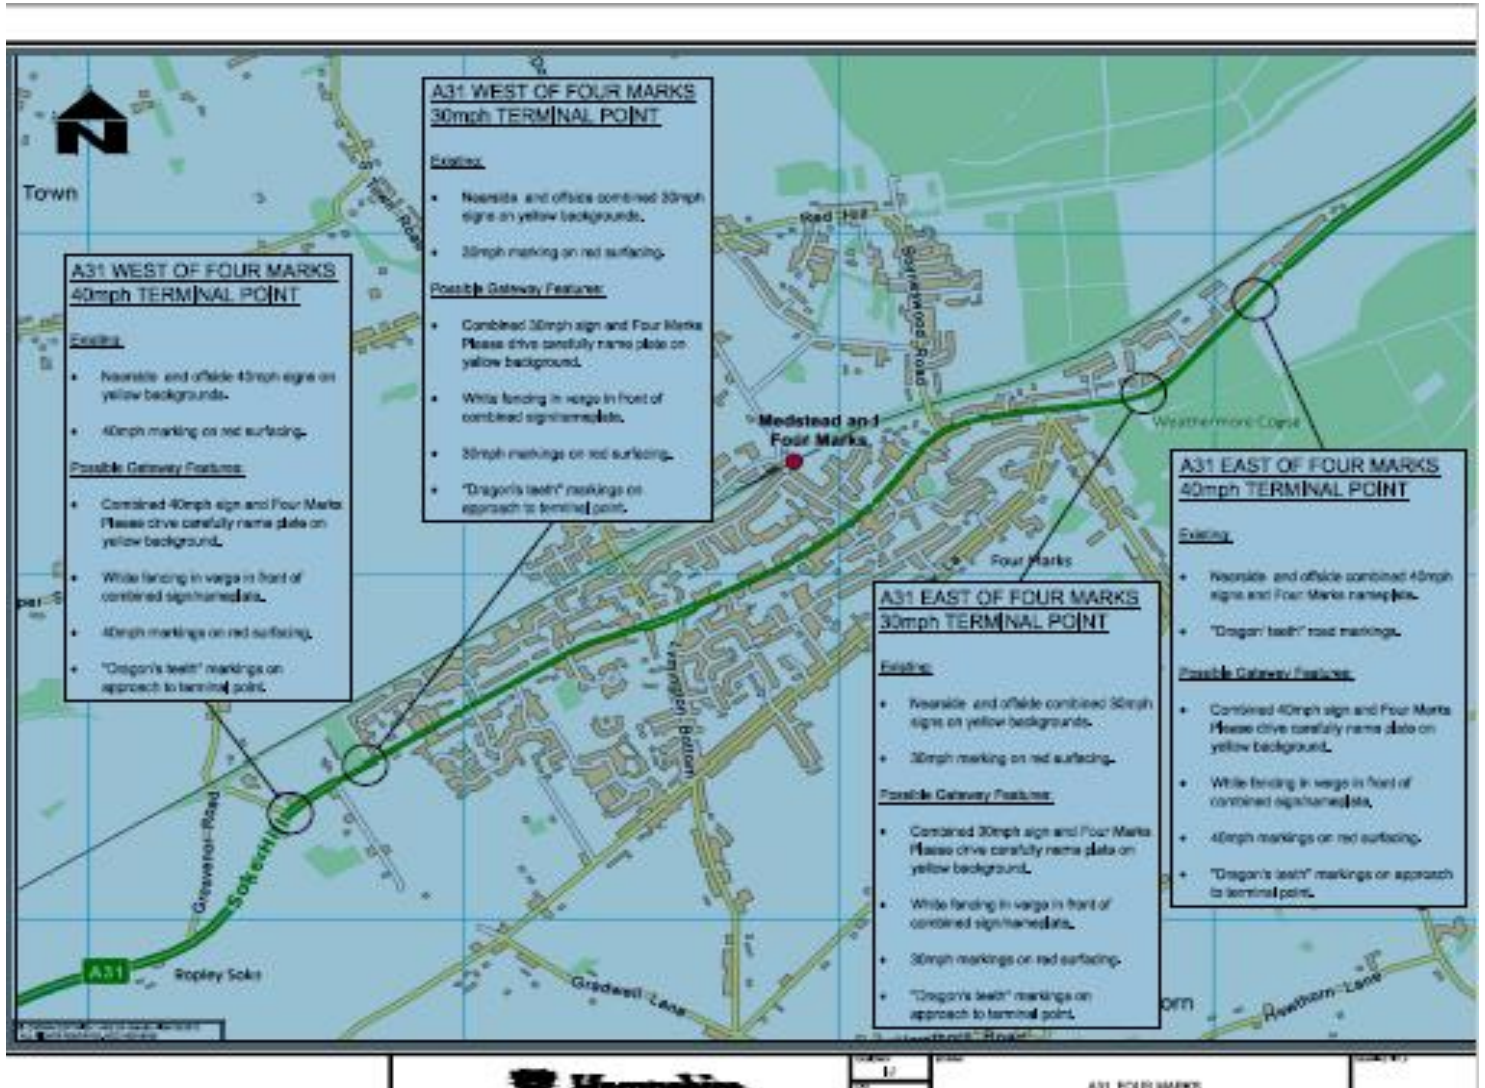 A31 WEST OF FOUR MARKS
30mph TERMINAL POINT
Existing:
• Nearside and offside combined 30mph
signs on yellow backgrounds.
• 30mph marking on red surfacing.
Possible Gateway Features:
• Combined 30mph sign and Four Marks
Please drive carefully name plate on
yellow background.
• White fencing in verge in front of
combined sign/nameplate.
• 30mph markings on red surfacing.
• "Dragon's teeth" markings on
approach to terminal point.
N
Town
Town Road
A31 WEST OF FOUR MARKS
40mph TERMINAL POINT
Existing:
• Nearside and offside 40mph signs on
yellow backgrounds.
• 40mph marking on red surfacing.
Possible Gateway Features:
• Combined 40mph sign and Four Marks
Please drive carefully name plate on
yellow background.
• White fencing in verge in front of
combined sign/nameplate.
• 40mph markings on red surfacing.
• "Dragon's teeth" markings on
approach to terminal point.
Red Hill
Boyneswood Road
Medstead and
Four Marks
Weathermore Copse
Four Marks
A31 EAST OF FOUR MARKS
40mph TERMINAL POINT
Existing:
• Nearside and offside combined 40mph
signs and Four Marks nameplate.
• "Dragon' teeth" road markings.
Possible Gateway Features:
• Combined 40mph sign and Four Marks
Please drive carefully name plate on
yellow background.
• White fencing in verge in front of
combined sign/nameplate.
• 40mph markings on red surfacing.
• "Dragon's teeth" markings on approach
to terminal point.
A31 EAST OF FOUR MARKS
30mph TERMINAL POINT
Existing:
• Nearside and offside combined 30mph
signs on yellow backgrounds.
• 30mph marking on red surfacing.
Possible Gateway Features:
• Combined 30mph sign and Four Marks
Please drive carefully name plate on
yellow background.
• White fencing in verge in front of
combined sign/nameplate.
• 30mph markings on red surfacing.
• "Dragon's teeth" markings on
approach to terminal point.
Lymington Bottom
Grosvenor Road
Soke Hill
A31
Ropley Soke
Gradwell Lane
Hawthorn Lane
orn
Hampshire
A31 FOUR MARKS